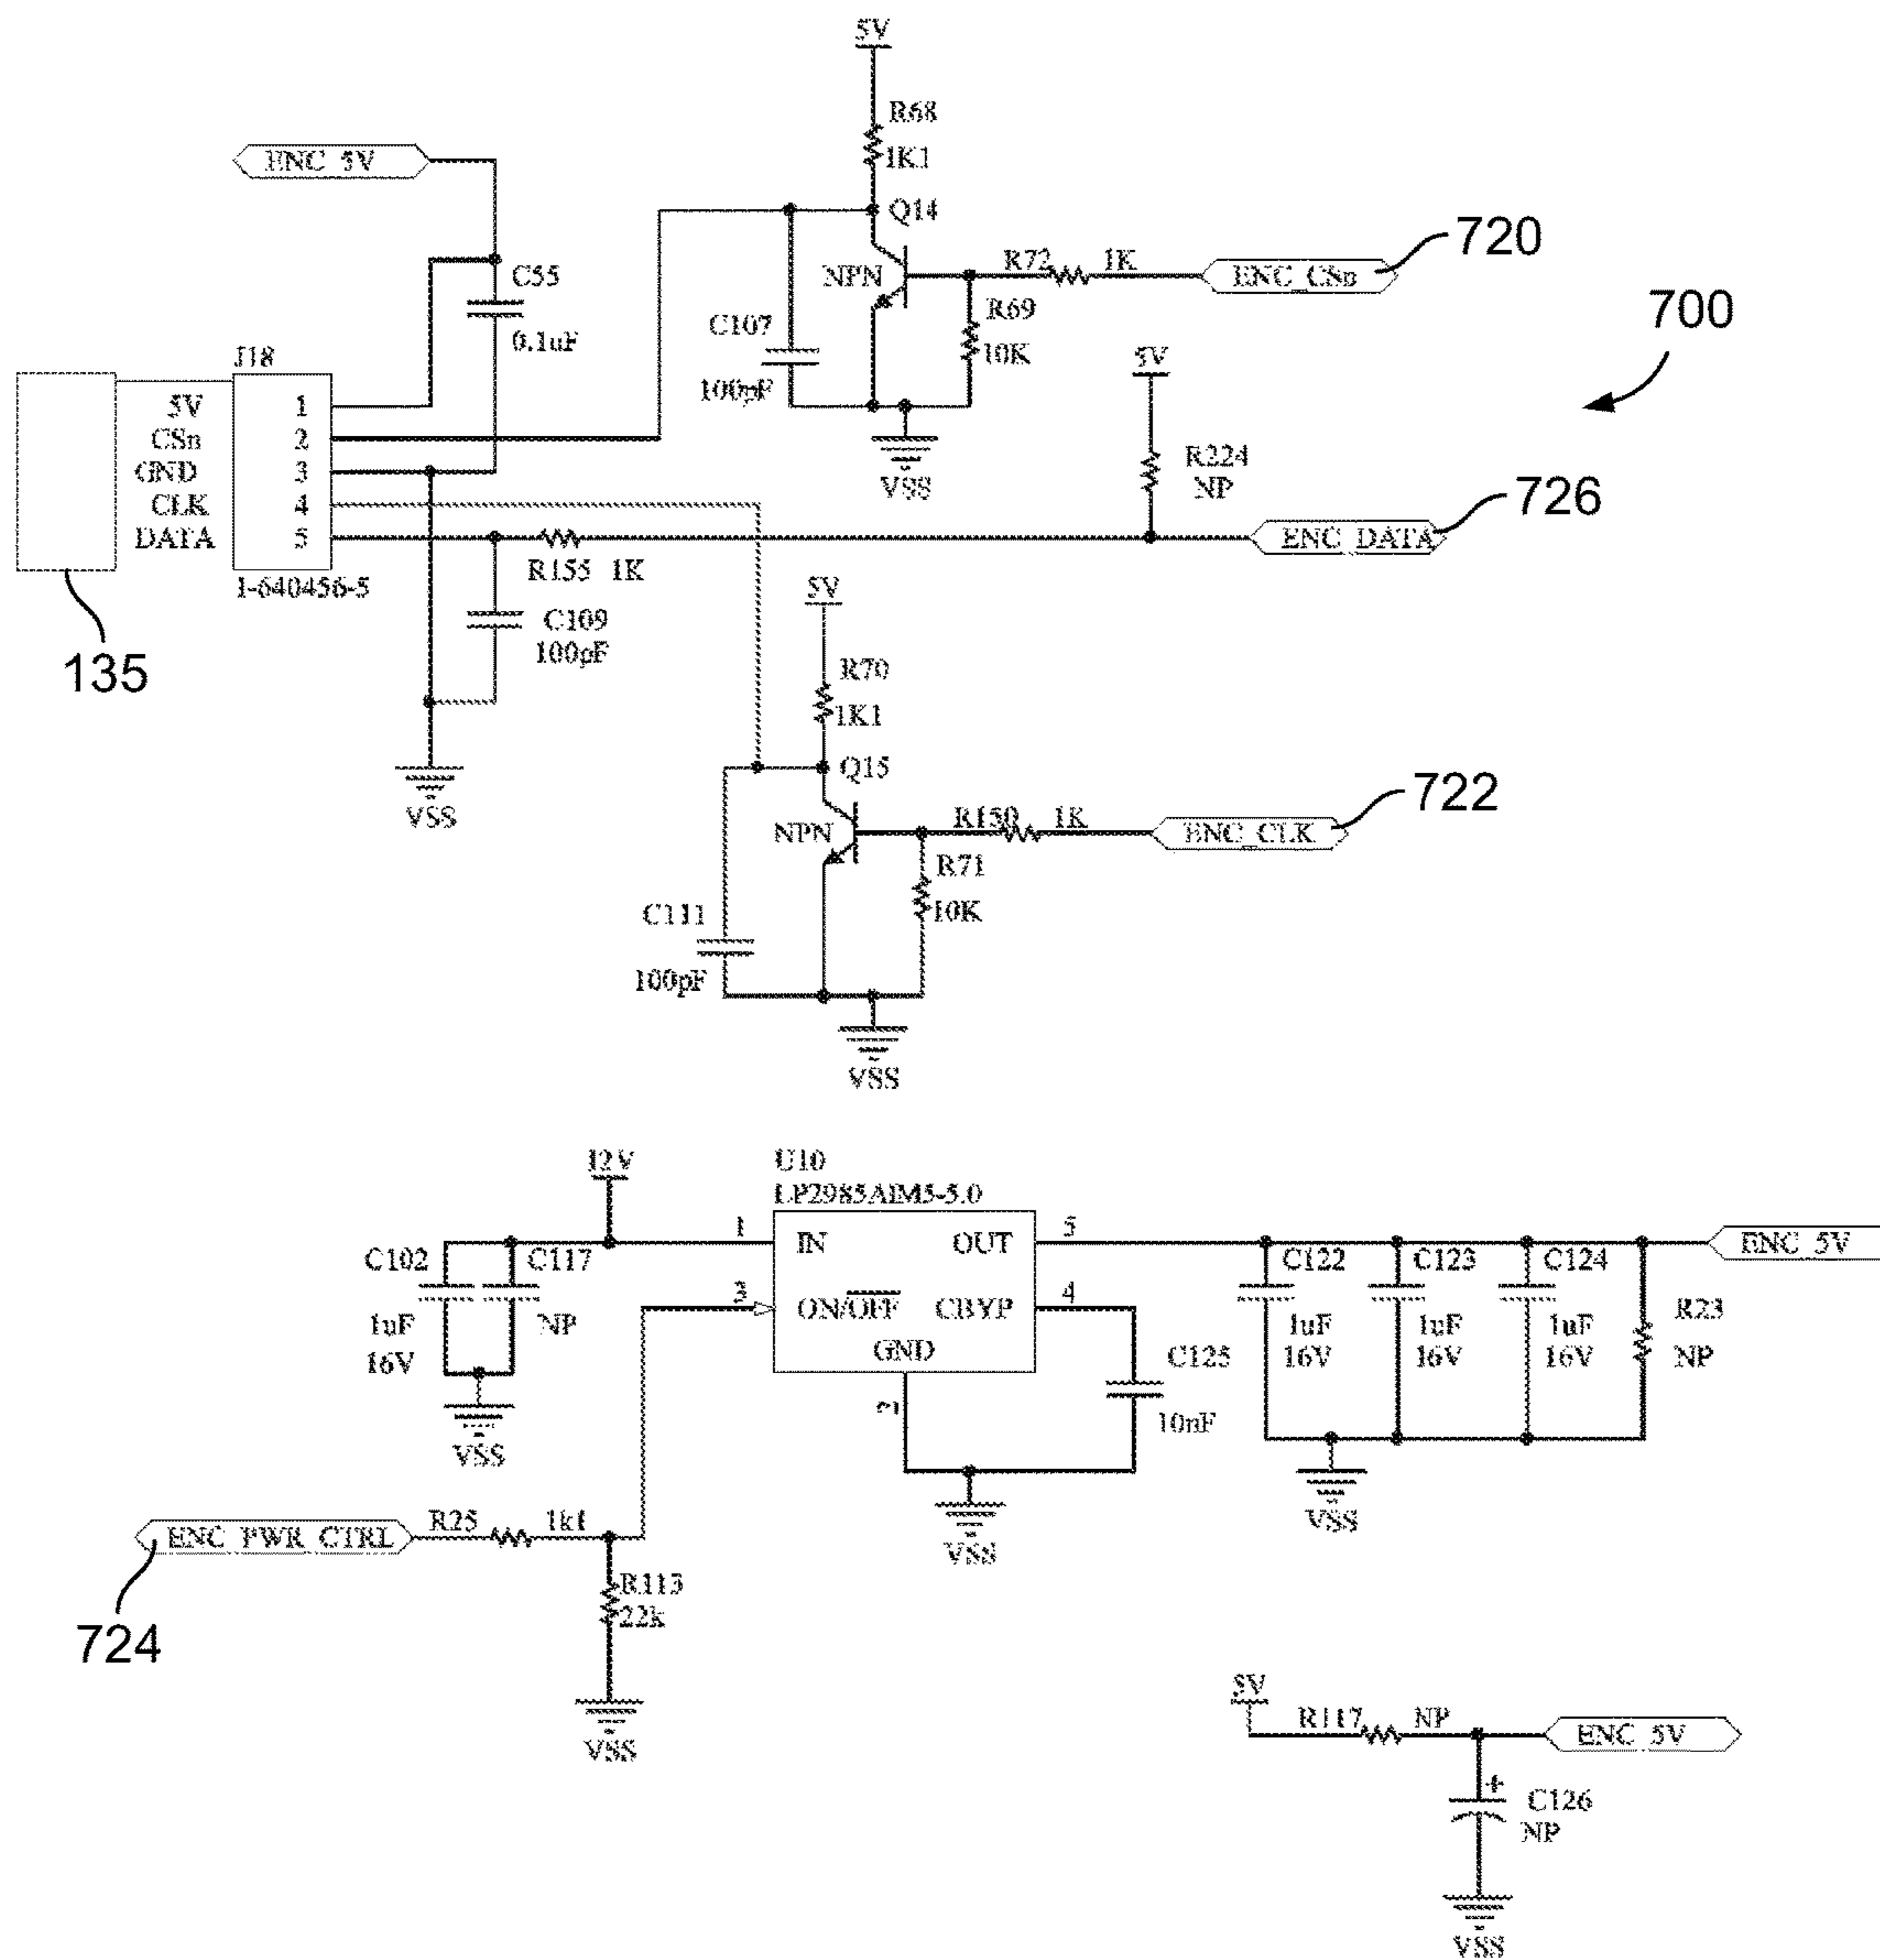 5V
R68
1K1
ENC_5V
Q14
720
C55
NPN
R72 1K
ENC_CSn
R69
10K
700
0.1uF
C107
100pF
5V
J18
5V 1
CSn 2
GND 3
CLK 4
DATA 5
VSS
R224
NP
726
ENC_DATA
1-640456-5
R155 1K
5V
C109
100pF
135
R70
1K1
Q15
722
VSS
NPN
R150 1K
ENC_CLK
R71
10K
C111
100pF
VSS
12V
U10
LP2985AIM5-5.0
1 IN OUT 5
ENC_5V
C102
1uF
16V
C117
NP
3 ON/OFF CBYP 4
GND
2
C122
1uF
16V
C123
1uF
16V
C124
1uF
16V
R23
NP
C125
10nF
VSS
VSS
VSS
ENC_PWR_CTRL
R25 1k1
R113
22k
724
VSS
5V
R117 NP
ENC_5V
+
C126
NP
VSS